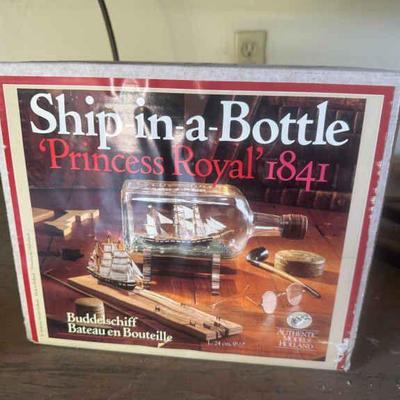 Ship-in-a-Bottle
'Princess Royal' 1841
Buddelschiff
Bateau en Bouteille
AUTHENTIC
MODELS
HOLLAND